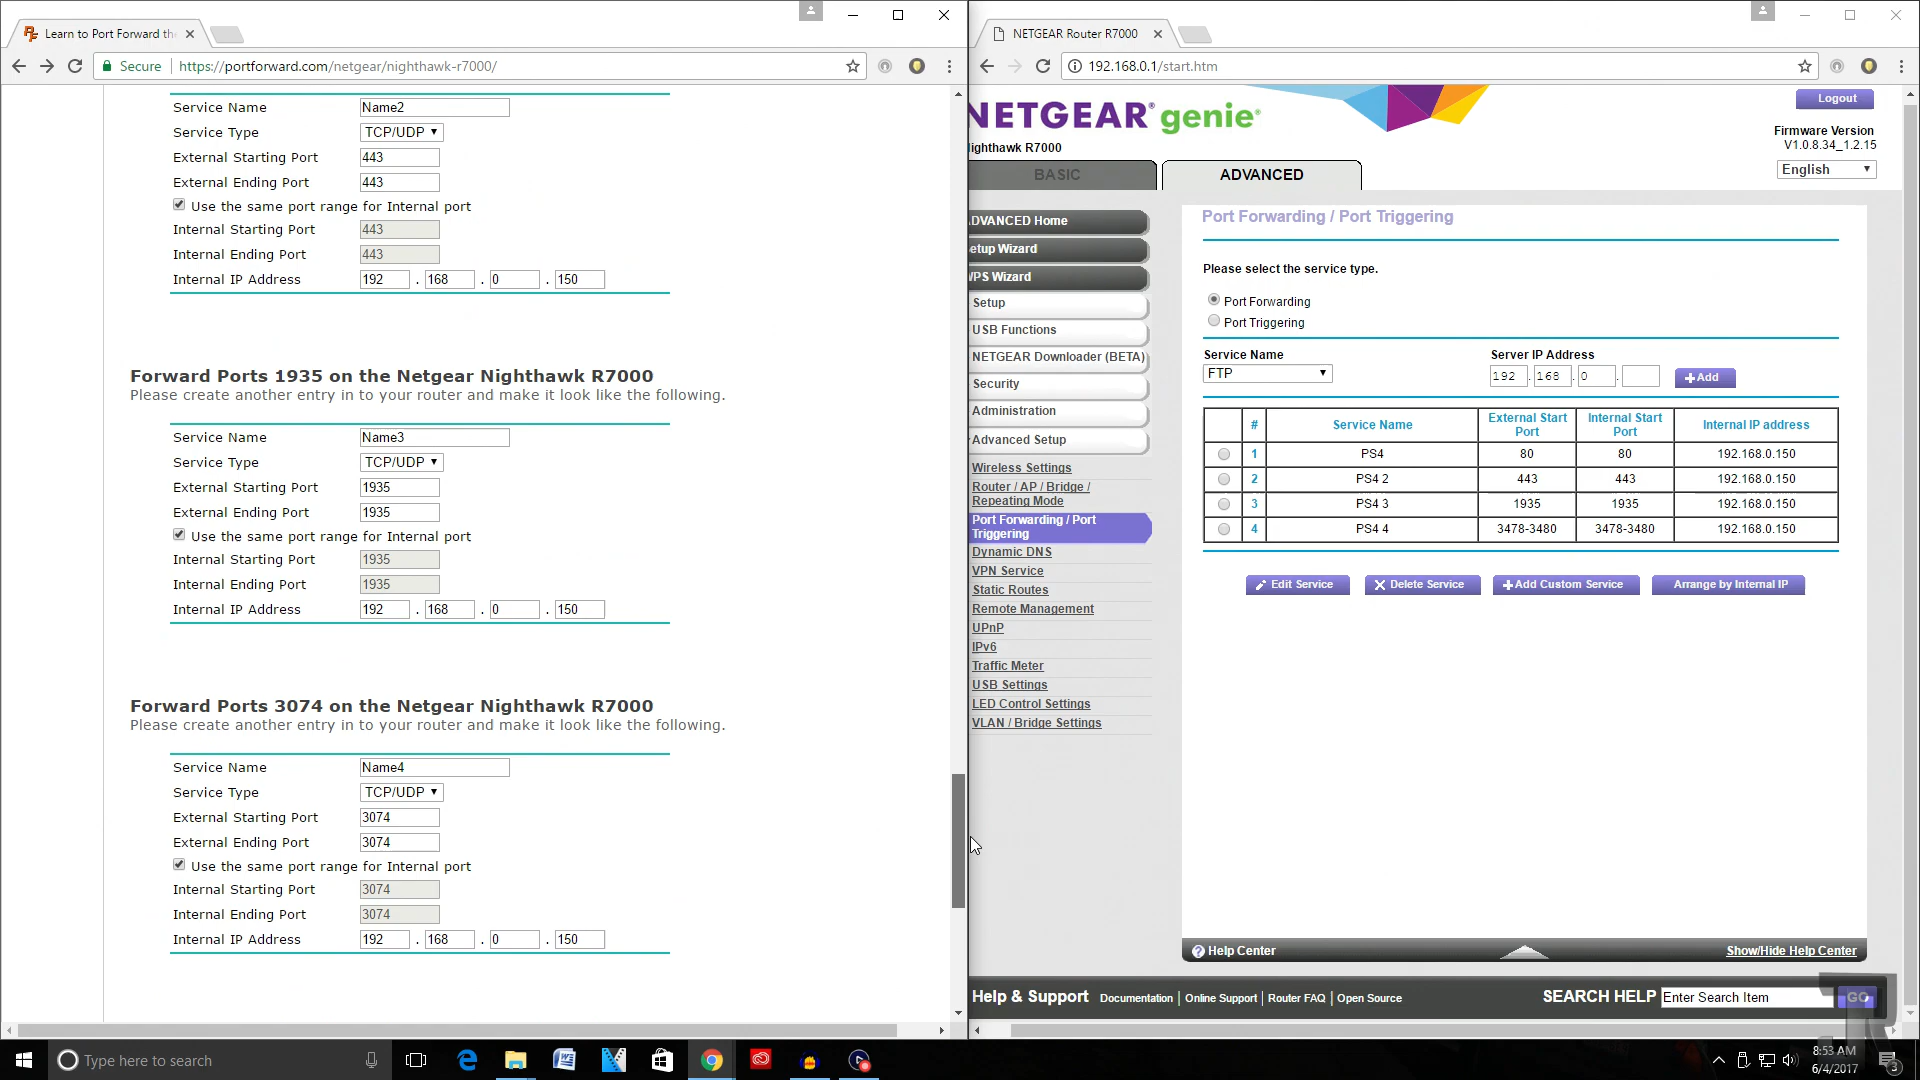 Learn to Port Forward th
Secure
https://portforward.com/netgear/nighthawk-r7000/
Service Name Name2
Service Type TCP/UDP
External Starting Port 443
External Ending Port 443
Use the same port range for Internal port
Internal Starting Port 443
Internal Ending Port 443
Internal IP Address 192 . 168 . 0 . 150
Forward Ports 1935 on the Netgear Nighthawk R7000
Please create another entry in to your router and make it look like the following.
Service Name Name3
Service Type TCP/UDP
External Starting Port 1935
External Ending Port 1935
Use the same port range for Internal port
Internal Starting Port 1935
Internal Ending Port 1935
Internal IP Address 192 . 168 . 0 . 150
Forward Ports 3074 on the Netgear Nighthawk R7000
Please create another entry in to your router and make it look like the following.
Service Name Name4
Service Type TCP/UDP
External Starting Port 3074
External Ending Port 3074
Use the same port range for Internal port
Internal Starting Port 3074
Internal Ending Port 3074
Internal IP Address 192 . 168 . 0 . 150
NETGEAR Router R7000
192.168.0.1/start.htm
NETGEAR® genie®
ighthawk R7000
Logout
Firmware Version
V1.0.8.34_1.2.15
English
BASIC
ADVANCED
DVANCED Home
etup Wizard
WPS Wizard
Setup
USB Functions
NETGEAR Downloader (BETA)
Security
Administration
Advanced Setup
Wireless Settings
Router / AP / Bridge /
Repeating Mode
Port Forwarding / Port
Triggering
Dynamic DNS
VPN Service
Static Routes
Remote Management
UPnP
IPv6
Traffic Meter
USB Settings
LED Control Settings
VLAN / Bridge Settings
Port Forwarding / Port Triggering
Please select the service type.
Port Forwarding
Port Triggering
Service Name
FTP
Server IP Address
192 . 168 . 0 .
+Add
# Service Name External Start Port Internal Start Port Internal IP address
1 PS4 80 80 192.168.0.150
2 PS4 2 443 443 192.168.0.150
3 PS4 3 1935 1935 192.168.0.150
4 PS4 4 3478-3480 3478-3480 192.168.0.150
Edit Service
Delete Service
+Add Custom Service
Arrange by Internal IP
? Help Center
Show/Hide Help Center
Help & Support Documentation | Online Support | Router FAQ | Open Source
SEARCH HELP Enter Search Item GO
Type here to search
8:53 AM
6/4/2017
3